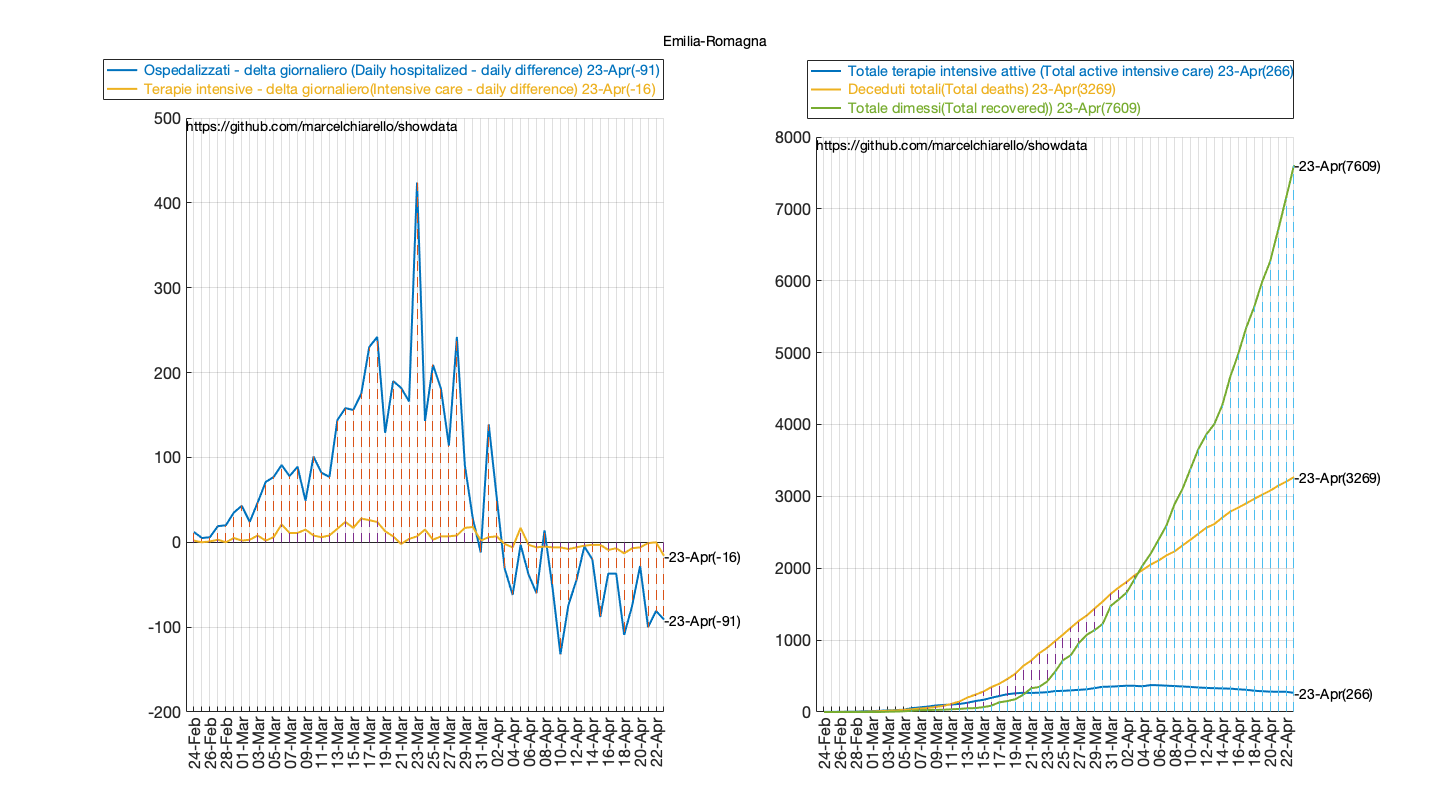 Emilia-Romagna
Ospedalizzati - delta giornaliero (Daily hospitalized - daily difference) 23-Apr(-91)
Terapie intensive - delta giornaliero(Intensive care - daily difference) 23-Apr(-16)
https://github.com/marcelchiarello/showdata
500
400
300
200
100
0
-100
-200
-23-Apr(-16)
-23-Apr(-91)
24-Feb
26-Feb
28-Feb
01-Mar
03-Mar
05-Mar
07-Mar
09-Mar
11-Mar
13-Mar
15-Mar
17-Mar
19-Mar
21-Mar
23-Mar
25-Mar
27-Mar
29-Mar
31-Mar
02-Apr
04-Apr
06-Apr
08-Apr
10-Apr
12-Apr
14-Apr
16-Apr
18-Apr
20-Apr
22-Apr
Totale terapie intensive attive (Total active intensive care) 23-Apr(266)
Deceduti totali(Total deaths) 23-Apr(3269)
Totale dimessi(Total recovered)) 23-Apr(7609)
https://github.com/marcelchiarello/showdata
8000
7000
6000
5000
4000
3000
2000
1000
0
-23-Apr(7609)
-23-Apr(3269)
-23-Apr(266)
24-Feb
26-Feb
28-Feb
01-Mar
03-Mar
05-Mar
07-Mar
09-Mar
11-Mar
13-Mar
15-Mar
17-Mar
19-Mar
21-Mar
23-Mar
25-Mar
27-Mar
29-Mar
31-Mar
02-Apr
04-Apr
06-Apr
08-Apr
10-Apr
12-Apr
14-Apr
16-Apr
18-Apr
20-Apr
22-Apr